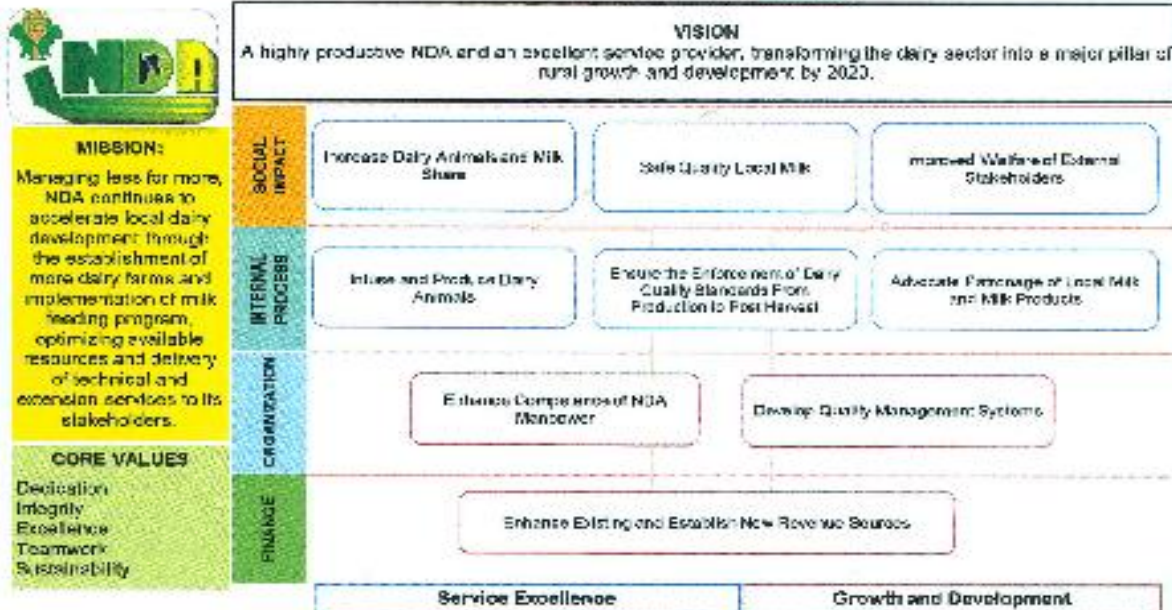 NDA
VISION
A highly productive NDA and an excellent service provider, transforming the dairy sector into a major pillar of
rural growth and development by 2020.
MISSION:
Managing less for more,
NDA continues to
accelerate local dairy
development through
the establishment of
more dairy farms and
implementation of milk
feeding program,
optimizing available
resources and delivery
of technical and
extension services to its
stakeholders.
CORE VALUES
Dedication
Integrity
Excellence
Teamwork
Sustainability
SOCIAL
IMPACT
Increase Dairy Animals and Milk
Share
Safe Quality Local Milk
Improved Welfare of External
Stakeholders
INTERNAL
PROCESS
Infuse and Produce Dairy
Animals
Ensure the Enforcement of Dairy
Quality Standards From
Production to Post Harvest
Advocate Patronage of Local Milk
and Milk Products
ORGANIZATION
Enhance Competence of NDA
Manpower
Develop Quality Management Systems
FINANCE
Enhance Existing and Establish New Revenue Sources
Service Excellence
Growth and Development